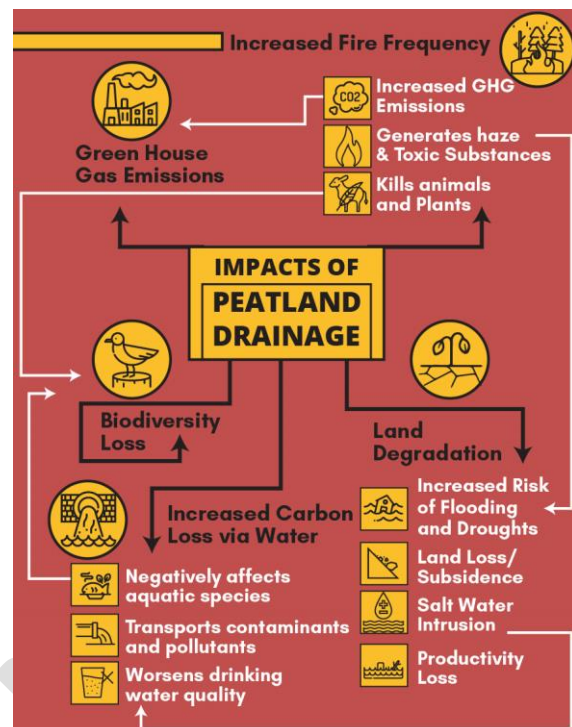 Increased Fire Frequency
CO2
Increased GHG
Emissions
Generates haze
& Toxic Substances
Kills animals
and Plants
Green House
Gas Emissions
IMPACTS OF
PEATLAND
DRAINAGE
Biodiversity
Loss
Land
Degradation
Increased Carbon
Loss via Water
Negatively affects
aquatic species
Transports contaminants
and pollutants
Worsens drinking
water quality
Increased Risk
of Flooding
and Droughts
Land Loss/
Subsidence
Salt Water
Intrusion
Productivity
Loss